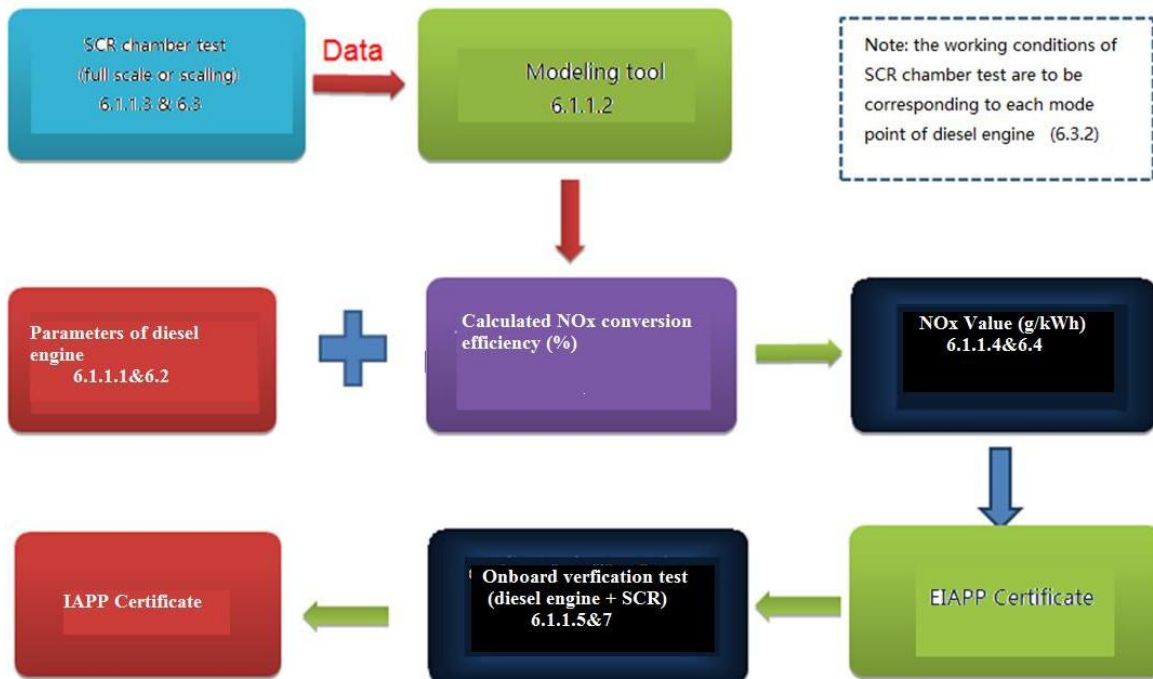 SCR chamber test
(full scale or scaling)
6.1.1.3 & 6.3
Data
Modeling tool
6.1.1.2
Note: the working conditions of
SCR chamber test are to be
corresponding to each mode
point of diesel engine (6.3.2)
Parameters of diesel
engine
6.1.1.1&6.2
Calculated NOx conversion
efficiency (%)
NOx Value (g/kWh)
6.1.1.4&6.4
IAPP Certificate
Onboard verfication test
(diesel engine + SCR)
6.1.1.5&7
EIAPP Certificate